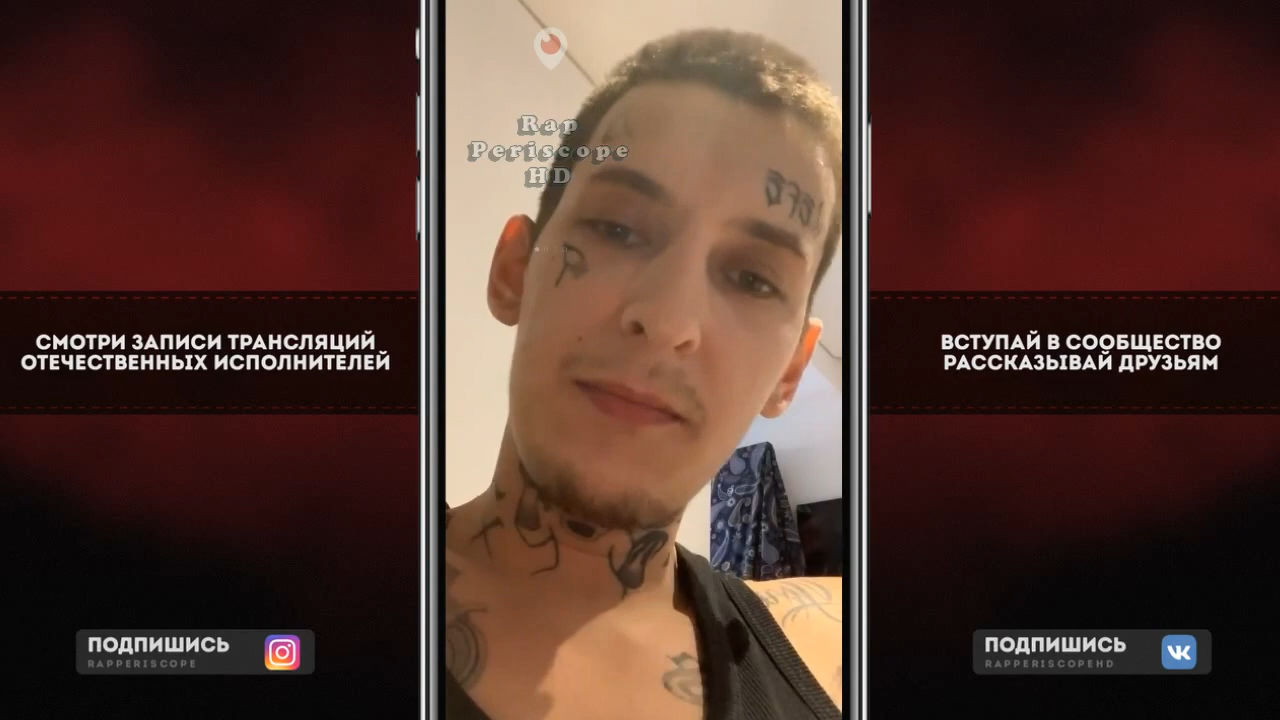 Rap
Periscope
HD
СМОТРИ ЗАПИСИ ТРАНСЛЯЦИЙ
ОТЕЧЕСТВЕННЫХ ИСПОЛНИТЕЛЕЙ
ВСТУПАЙ В СООБЩЕСТВО
РАССКАЗЫВАЙ ДРУЗЬЯМ
ПОДПИШИСЬ
RAPPERISCOPE
ПОДПИШИСЬ
RAPPERISCOPEHD